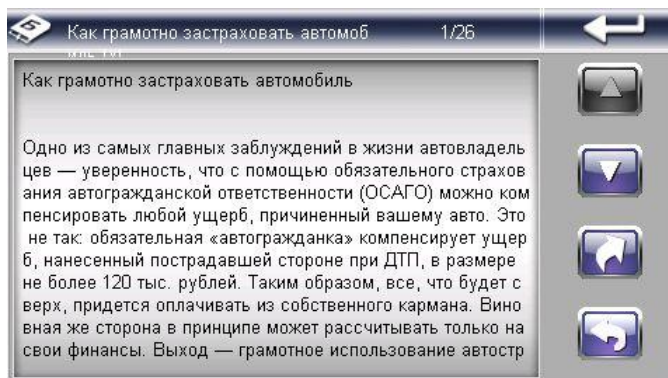 Как грамотно застраховать автомоб 1/26
Как грамотно застраховать автомобиль
Одно из самых главных заблуждений в жизни автовладель
цев — уверенность, что с помощью обязательного страхов
ания автогражданской ответственности (ОСАГО) можно ком
пенсировать любой ущерб, причиненный вашему авто. Это
не так: обязательная «автогражданка» компенсирует ущер
б, нанесенный пострадавшей стороне при ДТП, в размере
не более 120 тыс. рублей. Таким образом, все, что будет с
верх, придется оплачивать из собственного кармана. Вино
вная же сторона в принципе может рассчитывать только на
свои финансы. Выход — грамотное использование автостр